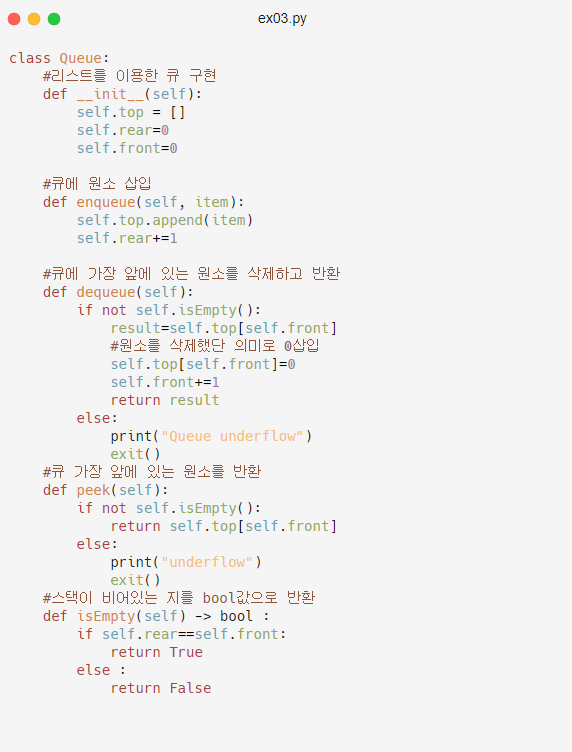 ex03.py
class Queue:
    #리스트를 이용한 큐 구현
    def __init__(self):
        self.top = []
        self.rear=0
        self.front=0

    #큐에 원소 삽입
    def enqueue(self, item):
        self.top.append(item)
        self.rear+=1

    #큐에 가장 앞에 있는 원소를 삭제하고 반환
    def dequeue(self):
        if not self.isEmpty():
            result=self.top[self.front]
            #원소를 삭제했단 의미로 0삽입
            self.top[self.front]=0
            self.front+=1
            return result
        else:
            print("Queue underflow")
            exit()
    #큐 가장 앞에 있는 원소를 반환
    def peek(self):
        if not self.isEmpty():
            return self.top[self.front]
        else:
            print("underflow")
            exit()
    #스택이 비어있는 지를 bool값으로 반환
    def isEmpty(self) -> bool :
        if self.rear==self.front:
            return True
        else :
            return False